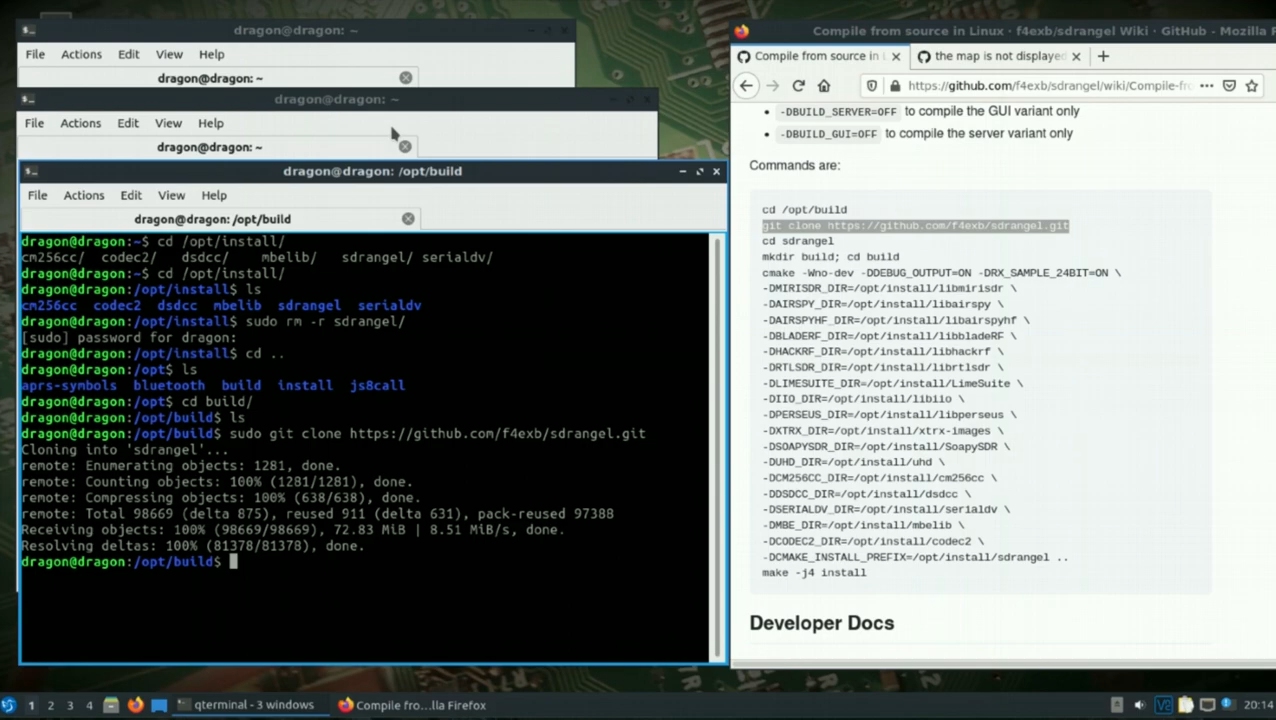 dragon@dragon: ~
File Actions Edit View Help
dragon@dragon: ~
dragon@dragon: ~
File Actions Edit View Help
dragon@dragon: ~
dragon@dragon: /opt/build
File Actions Edit View Help
dragon@dragon: /opt/build
dragon@dragon:~$ cd /opt/install/
cm256cc/ codec2/ dsdcc/ mbelib/ sdrangel/ serialdv/
dragon@dragon:~$ cd /opt/install/
dragon@dragon:/opt/install$ ls
cm256cc codec2 dsdcc mbelib sdrangel serialdv
dragon@dragon:/opt/install$ sudo rm -r sdrangel/
[sudo] password for dragon:
dragon@dragon:/opt/install$ cd ..
dragon@dragon:/opt$ ls
aprs-symbols bluetooth build install js8call
dragon@dragon:/opt$ cd build/
dragon@dragon:/opt/build$ ls
dragon@dragon:/opt/build$ sudo git clone https://github.com/f4exb/sdrangel.git
Cloning into 'sdrangel'...
remote: Enumerating objects: 1281, done.
remote: Counting objects: 100% (1281/1281), done.
remote: Compressing objects: 100% (638/638), done.
remote: Total 98669 (delta 875), reused 911 (delta 631), pack-reused 97388
Receiving objects: 100% (98669/98669), 72.83 MiB | 8.51 MiB/s, done.
Resolving deltas: 100% (81378/81378), done.
dragon@dragon:/opt/build$
Compile from source in Linux · f4exb/sdrangel Wiki · GitHub - Mozilla
Compile from source in the map is not displayed
https://github.com/f4exb/sdrangel/wiki/Compile-fro
-DBUILD_SERVER=OFF to compile the GUI variant only
-DBUILD_GUI=OFF to compile the server variant only
Commands are:
cd /opt/build
git clone https://github.com/f4exb/sdrangel.git
cd sdrangel
mkdir build; cd build
cmake -Wno-dev -DDEBUG_OUTPUT=ON -DRX_SAMPLE_24BIT=ON \
-DMIRISDR_DIR=/opt/install/libmirisdr \
-DAIRSPY_DIR=/opt/install/libairspy \
-DAIRSPYHF_DIR=/opt/install/libairspyhf \
-DBLADERF_DIR=/opt/install/libbladeRF \
-DHACKRF_DIR=/opt/install/libhackrf \
-DRTLSDR_DIR=/opt/install/librtlsdr \
-DLIMESUITE_DIR=/opt/install/LimeSuite \
-DIIO_DIR=/opt/install/libiio \
-DPERSEUS_DIR=/opt/install/libperseus \
-DXTRX_DIR=/opt/install/xtrx-images \
-DSOAPYSDR_DIR=/opt/install/SoapySDR \
-DUHD_DIR=/opt/install/uhd \
-DCM256CC_DIR=/opt/install/cm256cc \
-DDSDCC_DIR=/opt/install/dsdcc \
-DSERIALDV_DIR=/opt/install/serialdv \
-DMBE_DIR=/opt/install/mbelib \
-DCODEC2_DIR=/opt/install/codec2 \
-DCMAKE_INSTALL_PREFIX=/opt/install/sdrangel ..
make -j4 install
Developer Docs
1 2 3 4 qterminal - 3 windows Compile fro...lla Firefox 20:14